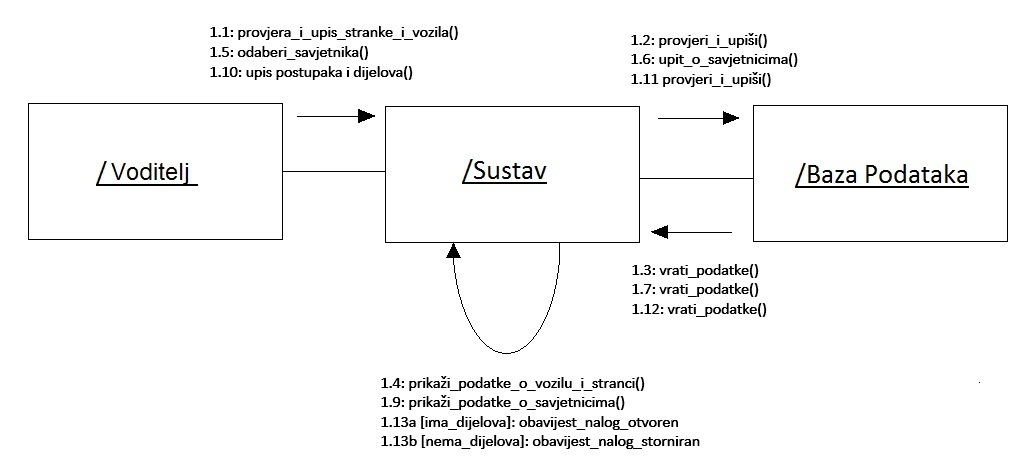 1.1: provjera_i_upis_stranke_i_vozila()
1.5: odaberi_savjetnika()
1.10: upis postupaka i dijelova()
1.2: provjeri_i_upiši()
1.6: upit_o_savjetnicima()
1.11 provjeri_i_upiši()
/Voditelj
/Sustav
/Baza Podataka
1.3: vrati_podatke()
1.7: vrati_podatke()
1.12: vrati_podatke()
1.4: prikaži_podatke_o_vozilu_i_stranci()
1.9: prikaži_podatke_o_savjetnicima()
1.13a [ima_dijelova]: obavijest_nalog_otvoren
1.13b [nema_dijelova]: obavijest_nalog_storniran